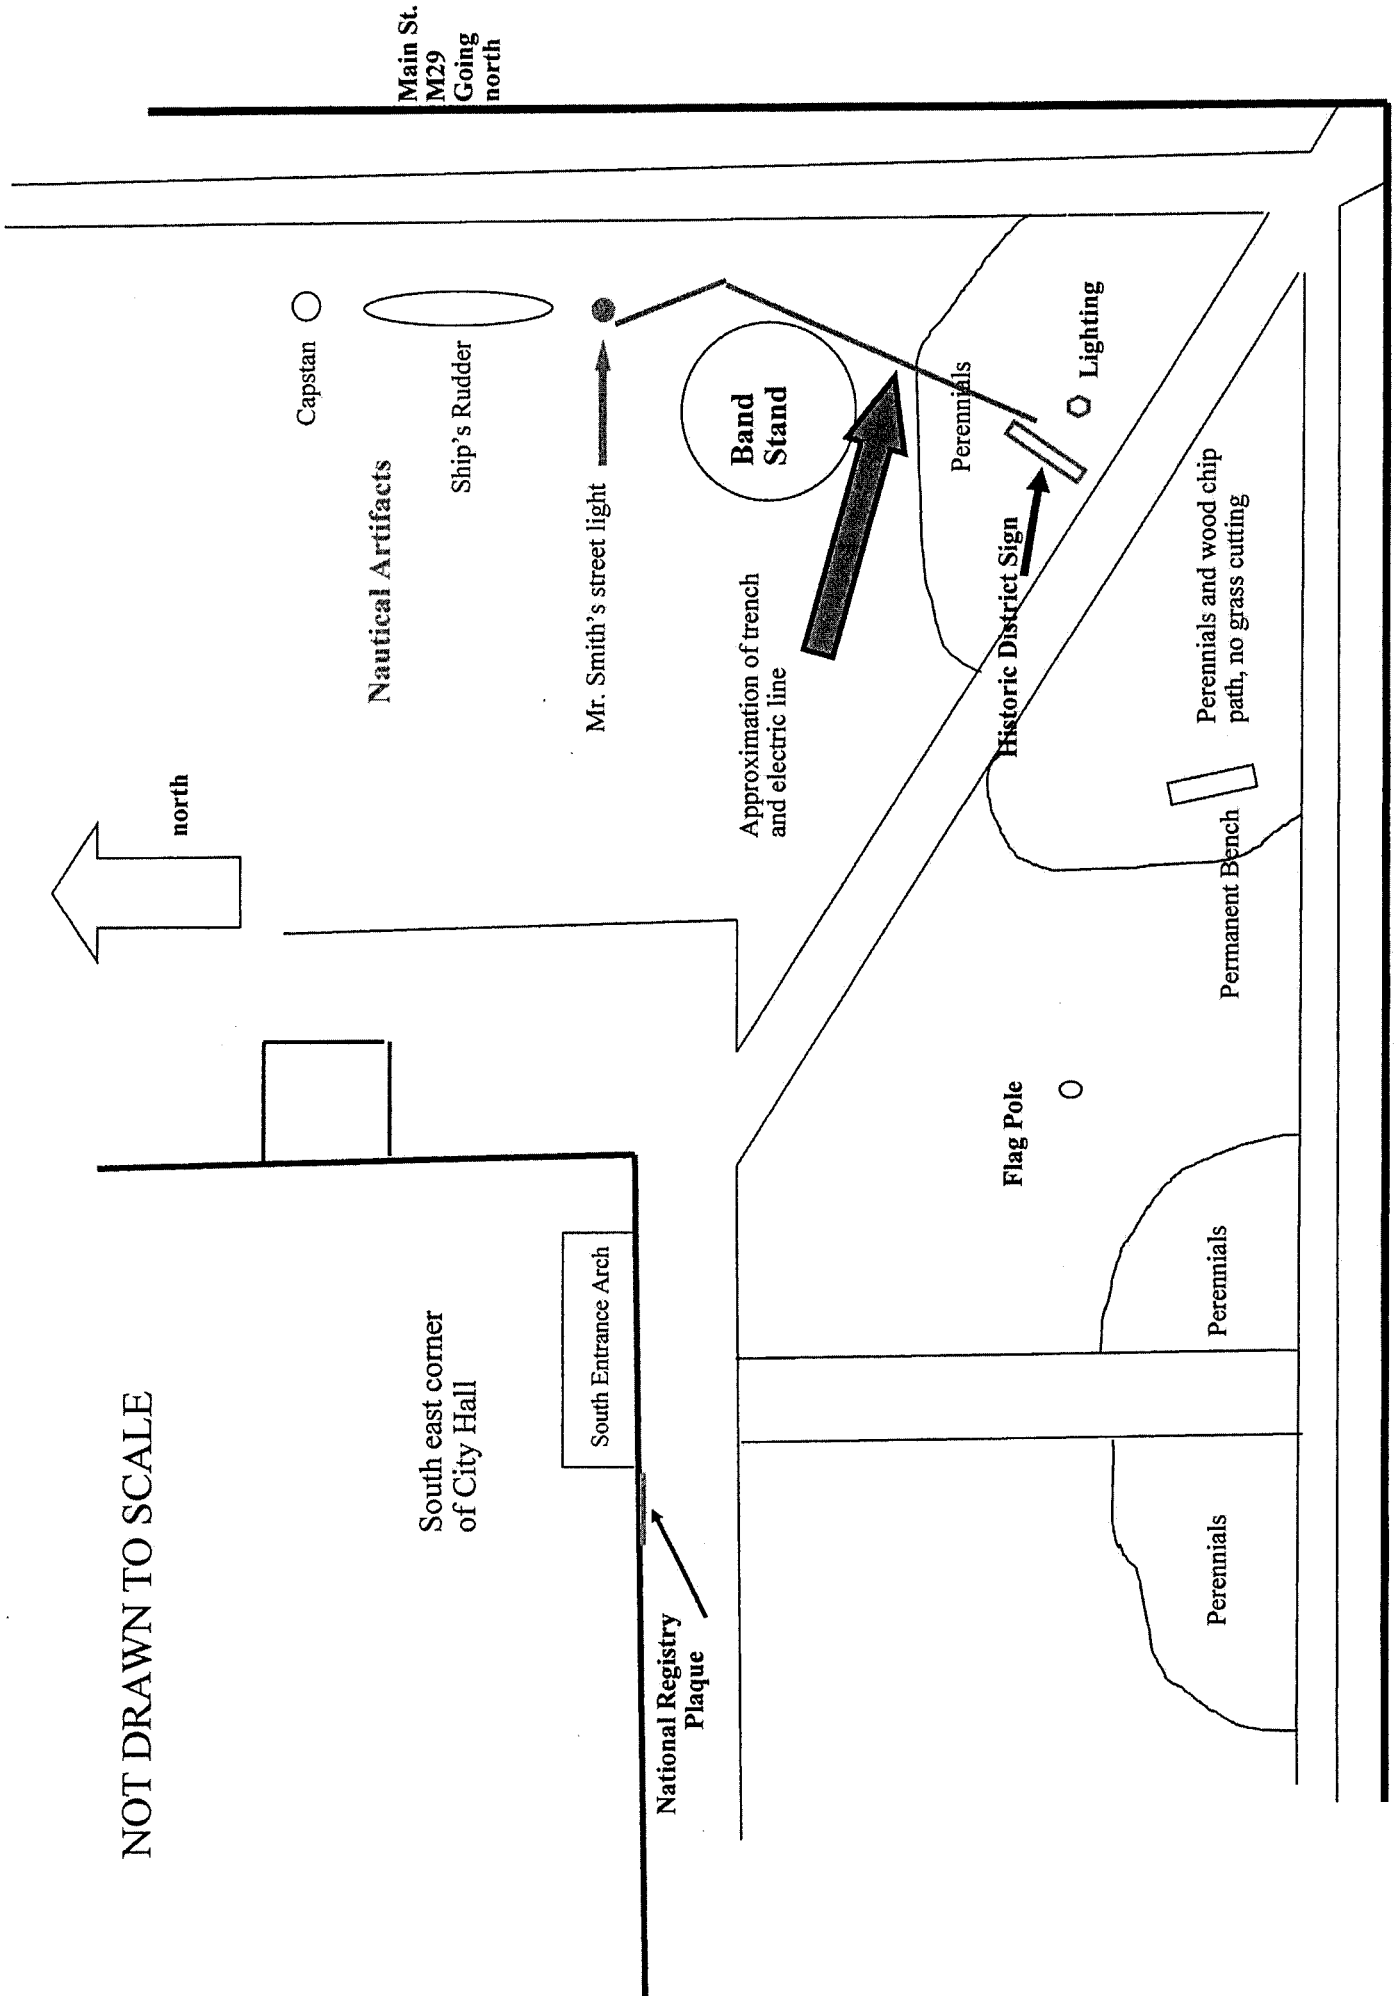 NOT DRAWN TO SCALE
north
Main St.
M29
Going
north
South east corner
of City Hall
Nautical Artifacts
Capstan
Ship's Rudder
South Entrance Arch
Mr. Smith's street light
National Registry
Plaque
Approximation of trench
and electric line
Band
Stand
Perennials
Flag Pole
Historic District Sign
Lighting
Perennials
Perennials
Permanent Bench
Perennials and wood chip
path, no grass cutting